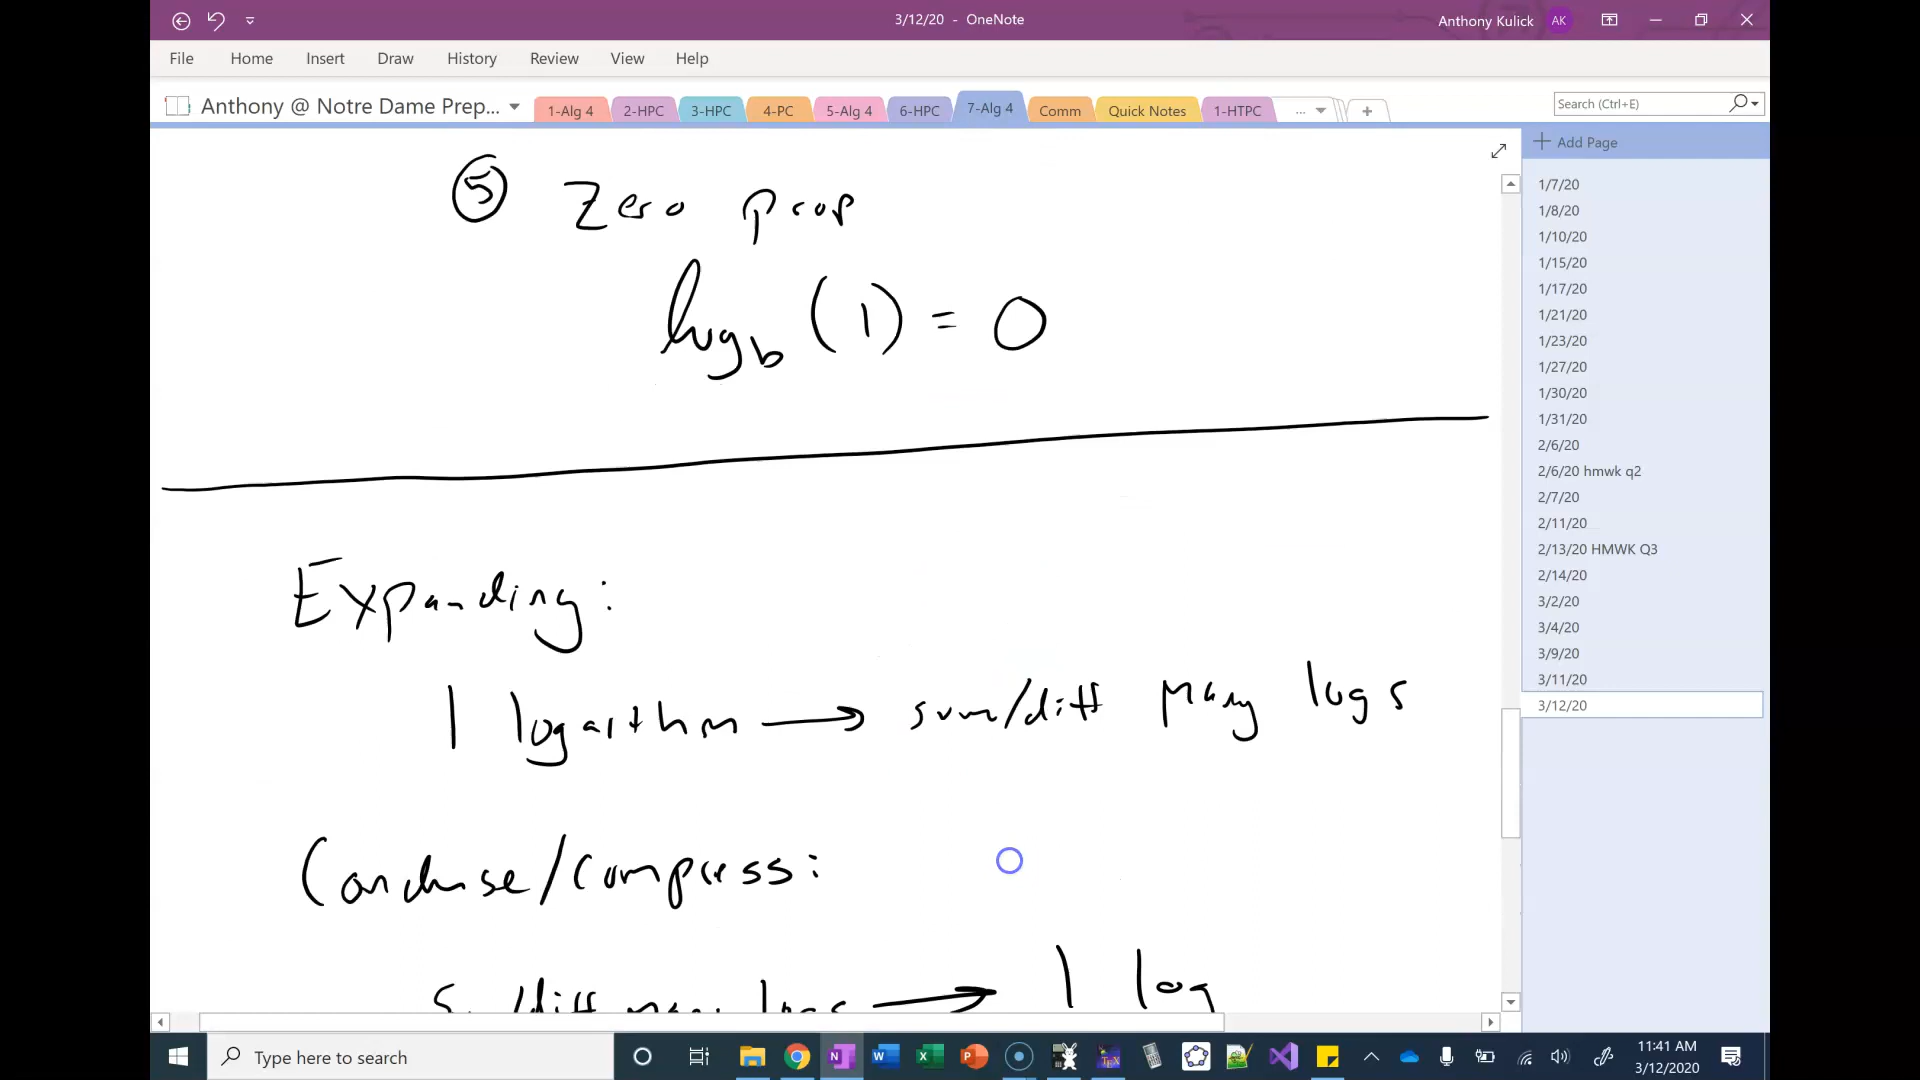 3/12/20 - OneNote
Anthony Kulick
AK
File Home Insert Draw History Review View Help
Anthony @ Notre Dame Prep...
1-Alg 4
2-HPC
3-HPC
4-PC
5-Alg 4
6-HPC
7-Alg 4
Comm
Quick Notes
1-HTPC
...
Search (Ctrl+E)
Add Page
1/7/20
1/8/20
1/10/20
1/15/20
1/17/20
1/21/20
1/23/20
1/27/20
1/30/20
1/31/20
2/6/20
2/6/20 hmwk q2
2/7/20
2/11/20
2/13/20 HMWK Q3
2/14/20
3/2/20
3/4/20
3/9/20
3/11/20
3/12/20
5 Zero prop
log_b (1) = 0
Expanding:
1 logarithm → sum/diff many logs
Condense/compress:
/diff many logs → 1 log
Type here to search
11:41 AM
3/12/2020